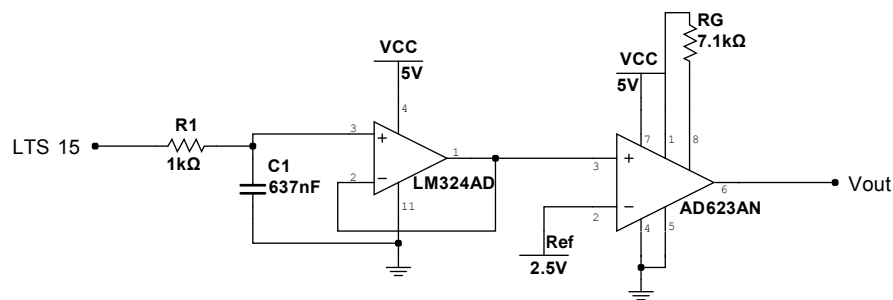 RG
7.1kΩ
VCC
5V
VCC
5V
4
7
1
8
LTS 15
R1
1kΩ
3
+
1
2
−
LM324AD
C1
637nF
11
3
+
6
Vout
−
2
AD623AN
4
5
Ref
2.5V